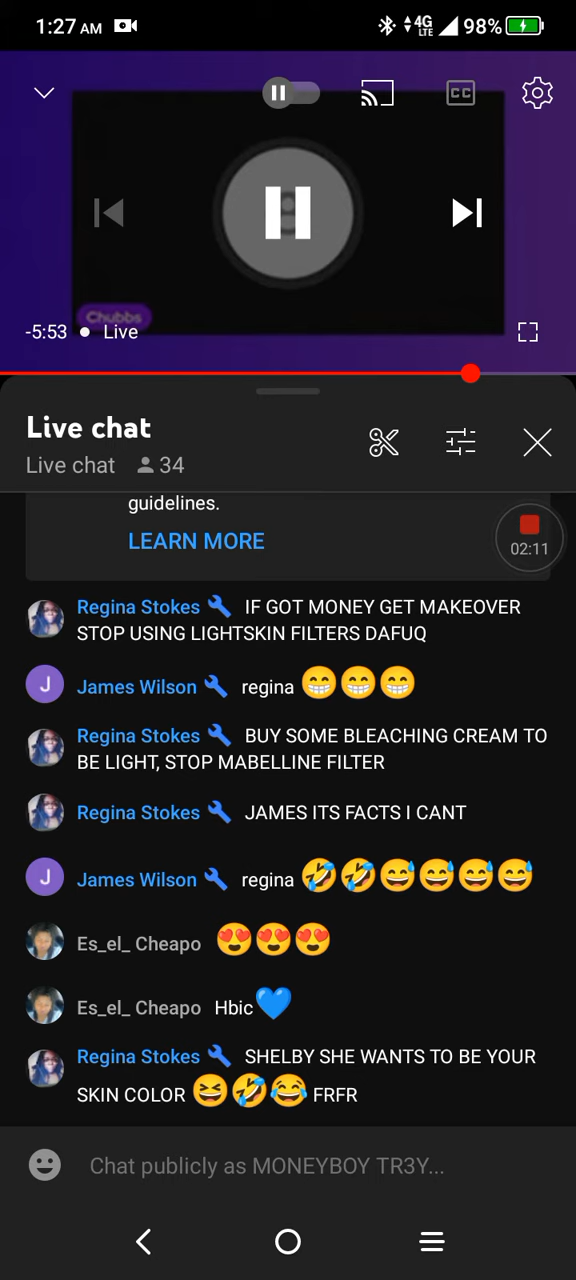 1:27 AM 4G LTE 98%
CC
Chubbs
-5:53 • Live
Live chat
Live chat 34
guidelines.
LEARN MORE
02:11
Regina Stokes 🔧 IF GOT MONEY GET MAKEOVER
STOP USING LIGHTSKIN FILTERS DAFUQ
J James Wilson 🔧 regina 😁😁😁
Regina Stokes 🔧 BUY SOME BLEACHING CREAM TO
BE LIGHT, STOP MABELLINE FILTER
Regina Stokes 🔧 JAMES ITS FACTS I CANT
J James Wilson 🔧 regina 🤣🤣😅😅😅😅
Es_el_ Cheapo 😍😍😍
Es_el_ Cheapo Hbic💙
Regina Stokes 🔧 SHELBY SHE WANTS TO BE YOUR
SKIN COLOR 😆🤣😂 FRFR
Chat publicly as MONEYBOY TR3Y...